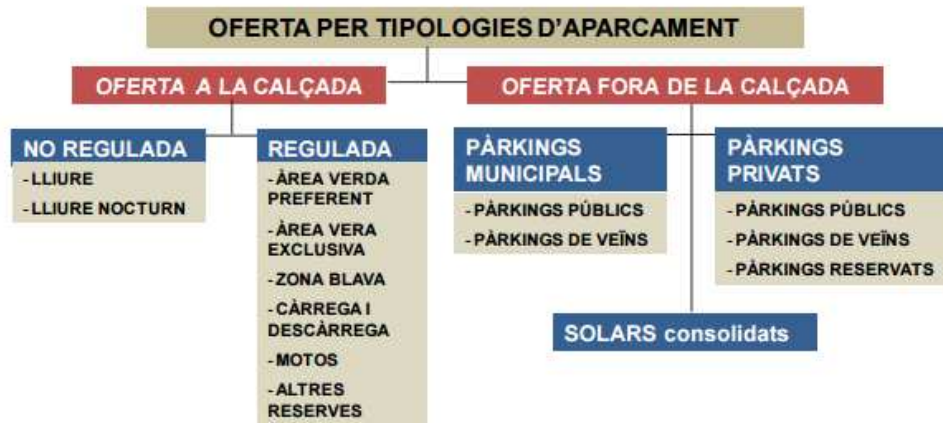 OFERTA PER TIPOLOGIES D'APARCAMENT
OFERTA A LA CALÇADA
OFERTA FORA DE LA CALÇADA
NO REGULADA
-LLIURE
-LLIURE NOCTURN
REGULADA
-ÀREA VERDA
PREFERENT
-ÀREA VERA
EXCLUSIVA
-ZONA BLAVA
-CÀRREGA I
DESCÀRREGA
-MOTOS
-ALTRES
RESERVES
PÀRKINGS
MUNICIPALS
-PÀRKINGS PÚBLICS
-PÀRKINGS DE VEÏNS
PÀRKINGS
PRIVATS
-PÀRKINGS PÚBLICS
-PÀRKINGS DE VEÏNS
-PÀRKINGS RESERVATS
SOLARS consolidats